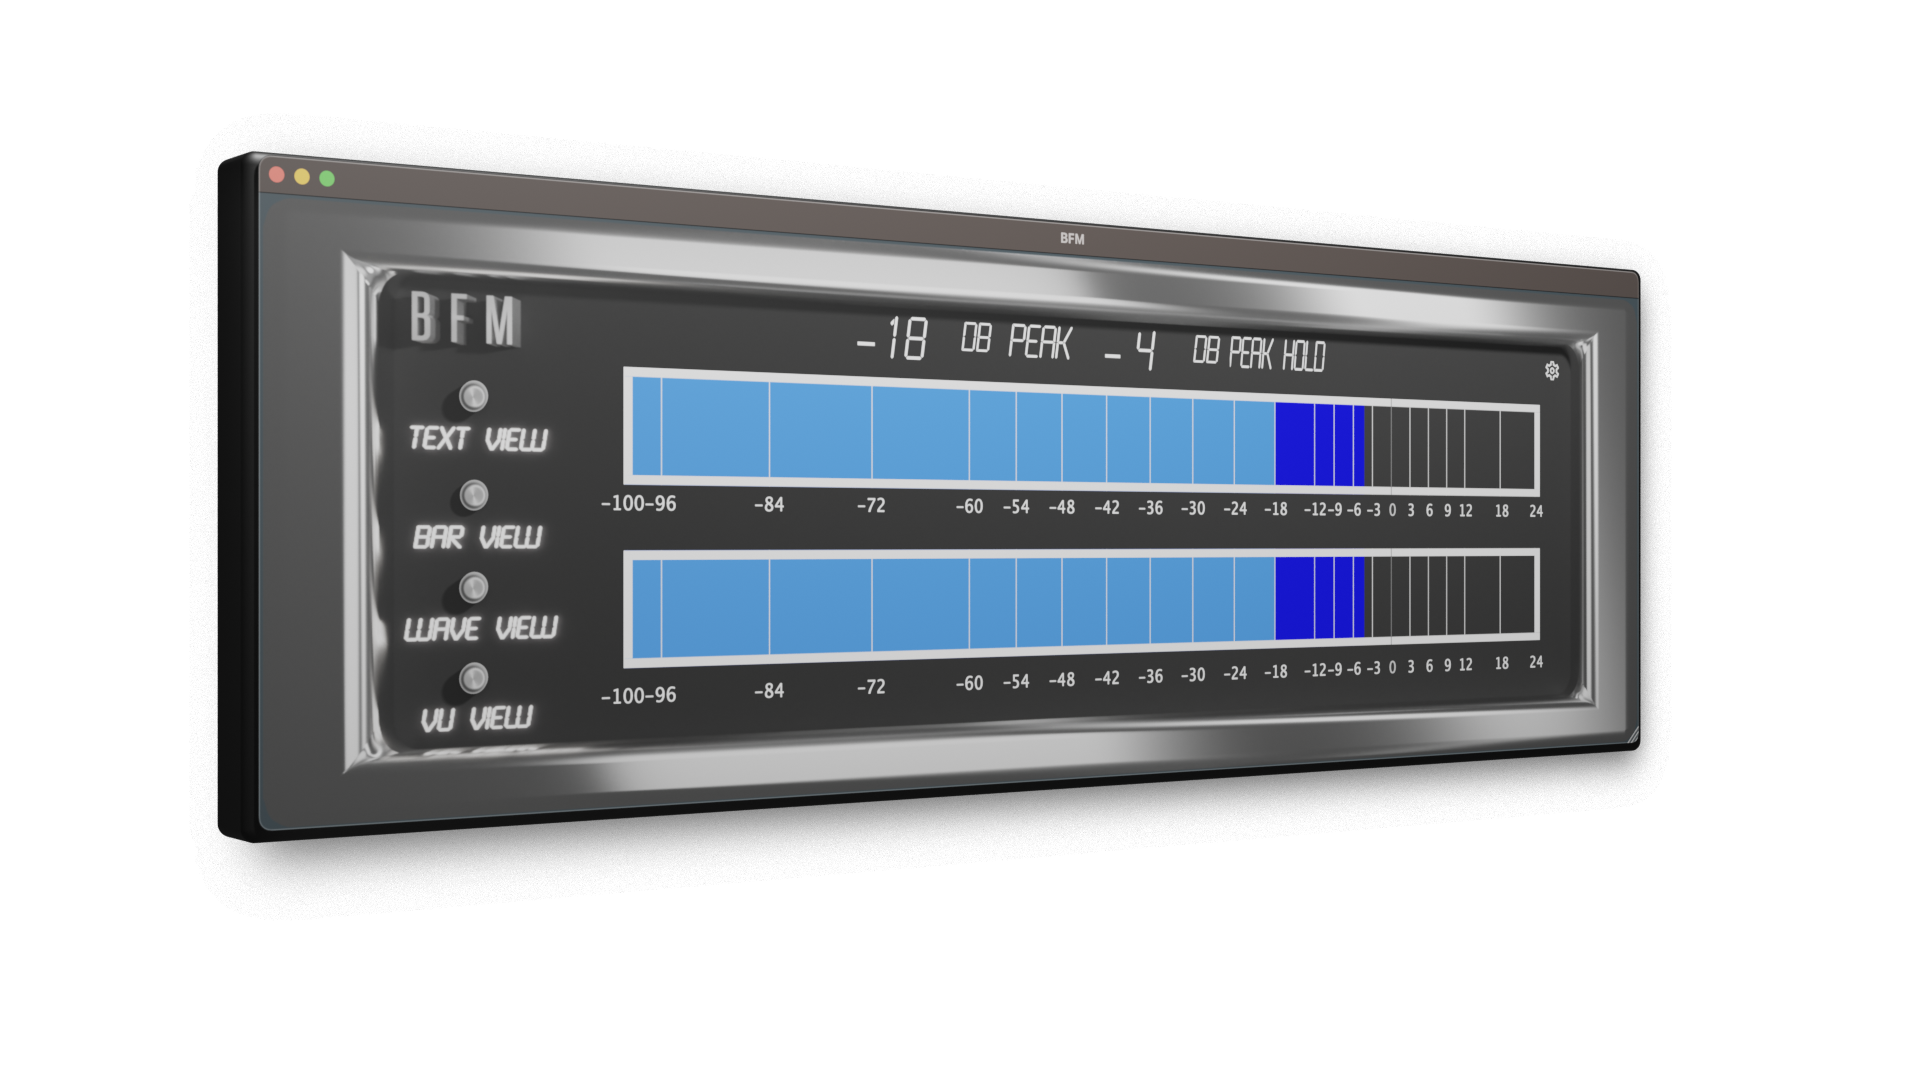 BFM
BFM
-18 DB PEAK -4 DB PEAK HOLD
TEXT VIEW
BAR VIEW
WAVE VIEW
VU VIEW
-100 -96 -84 -72 -60 -54 -48 -42 -36 -30 -24 -18 -12 -9 -6 -3 0 3 6 9 12 18 24
-100 -96 -84 -72 -60 -54 -48 -42 -36 -30 -24 -18 -12 -9 -6 -3 0 3 6 9 12 18 24